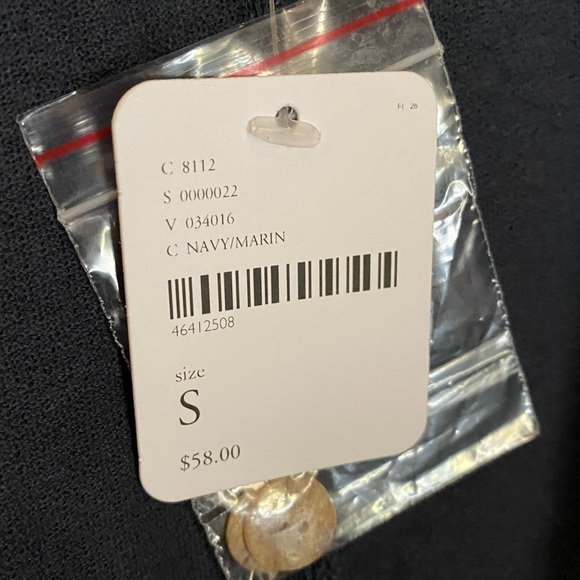 FL 26
C 8112
S 0000022
V 034016
C NAVY/MARIN
46412508
size
S
$58.00